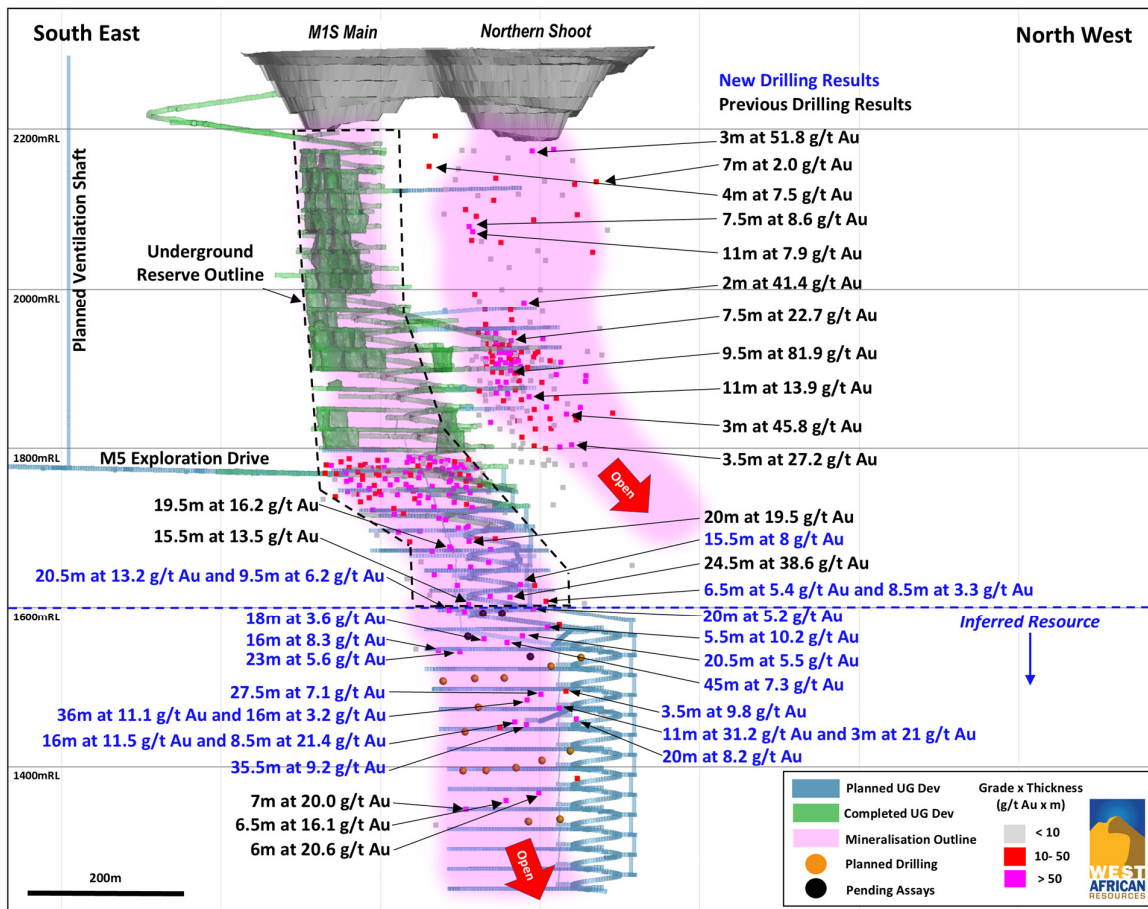 South East
M1S Main
Northern Shoot
North West
New Drilling Results
Previous Drilling Results
2200mRL
2000mRL
1800mRL
1600mRL
1400mRL
Planned Ventilation Shaft
Underground
Reserve Outline
M5 Exploration Drive
3m at 51.8 g/t Au
7m at 2.0 g/t Au
4m at 7.5 g/t Au
7.5m at 8.6 g/t Au
11m at 7.9 g/t Au
2m at 41.4 g/t Au
7.5m at 22.7 g/t Au
9.5m at 81.9 g/t Au
11m at 13.9 g/t Au
3m at 45.8 g/t Au
3.5m at 27.2 g/t Au
Open
19.5m at 16.2 g/t Au
15.5m at 13.5 g/t Au
20.5m at 13.2 g/t Au and 9.5m at 6.2 g/t Au
18m at 3.6 g/t Au
16m at 8.3 g/t Au
23m at 5.6 g/t Au
27.5m at 7.1 g/t Au
36m at 11.1 g/t Au and 16m at 3.2 g/t Au
16m at 11.5 g/t Au and 8.5m at 21.4 g/t Au
35.5m at 9.2 g/t Au
7m at 20.0 g/t Au
6.5m at 16.1 g/t Au
6m at 20.6 g/t Au
20m at 19.5 g/t Au
15.5m at 8 g/t Au
24.5m at 38.6 g/t Au
6.5m at 5.4 g/t Au and 8.5m at 3.3 g/t Au
20m at 5.2 g/t Au
5.5m at 10.2 g/t Au
20.5m at 5.5 g/t Au
45m at 7.3 g/t Au
Inferred Resource
3.5m at 9.8 g/t Au
11m at 31.2 g/t Au and 3m at 21 g/t Au
20m at 8.2 g/t Au
Open
200m
Planned UG Dev
Completed UG Dev
Mineralisation Outline
Planned Drilling
Pending Assays
Grade x Thickness
(g/t Au x m)
< 10
10- 50
> 50
WEST
AFRICAN
RESOURCES